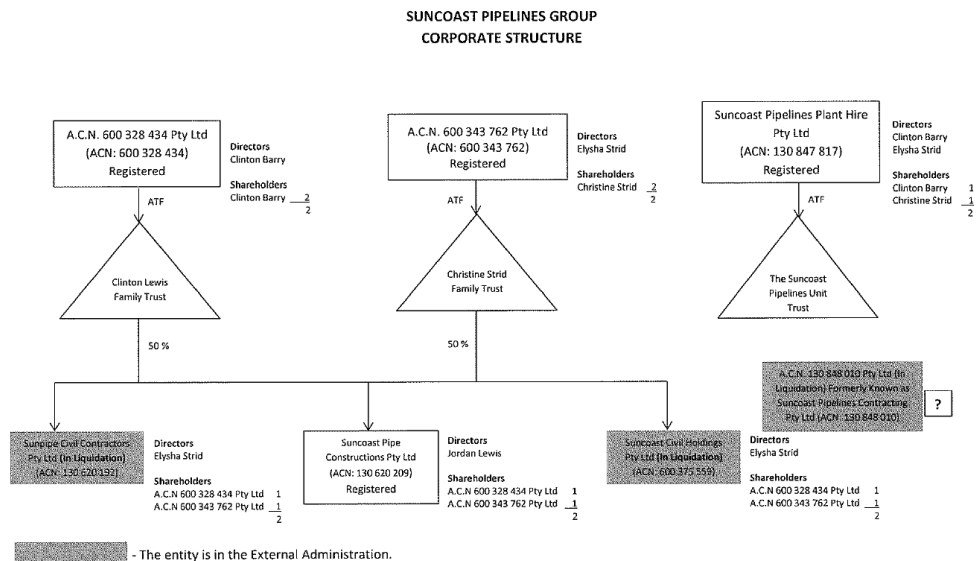 SUNCOAST PIPELINES GROUP
CORPORATE STRUCTURE
A.C.N. 600 328 434 Pty Ltd
(ACN: 600 328 434)
Registered
Directors
Clinton Barry
Shareholders
Clinton Barry 2
2
ATF
Clinton Lewis
Family Trust
50 %
A.C.N. 600 343 762 Pty Ltd
(ACN: 600 343 762)
Registered
Directors
Elysha Strid
Shareholders
Christine Strid 2
2
ATF
Christine Strid
Family Trust
50 %
Suncoast Pipelines Plant Hire
Pty Ltd
(ACN: 130 847 817)
Registered
Directors
Clinton Barry
Elysha Strid
Shareholders
Clinton Barry 1
Christine Strid 1
2
ATF
The Suncoast
Pipelines Unit
Trust
A.C.N. 130 848 010 Pty Ltd (In
Liquidation) Formerly Known as
Suncoast Pipelines Contracting
Pty Ltd (ACN: 130 848 010)
?
Sunpipe Civil Contractors
Pty Ltd (In Liquidation)
(ACN: 130 620 192)
Directors
Elysha Strid
Shareholders
A.C.N 600 328 434 Pty Ltd 1
A.C.N 600 343 762 Pty Ltd 1
2
Suncoast Pipe
Constructions Pty Ltd
(ACN: 130 620 209)
Registered
Directors
Jordan Lewis
Shareholders
A.C.N 600 328 434 Pty Ltd 1
A.C.N 600 343 762 Pty Ltd 1
2
Suncoast Civil Holdings
Pty Ltd (In Liquidation)
(ACN: 600 375 559)
Directors
Elysha Strid
Shareholders
A.C.N 600 328 434 Pty Ltd 1
A.C.N 600 343 762 Pty Ltd 1
2
- The entity is in the External Administration.